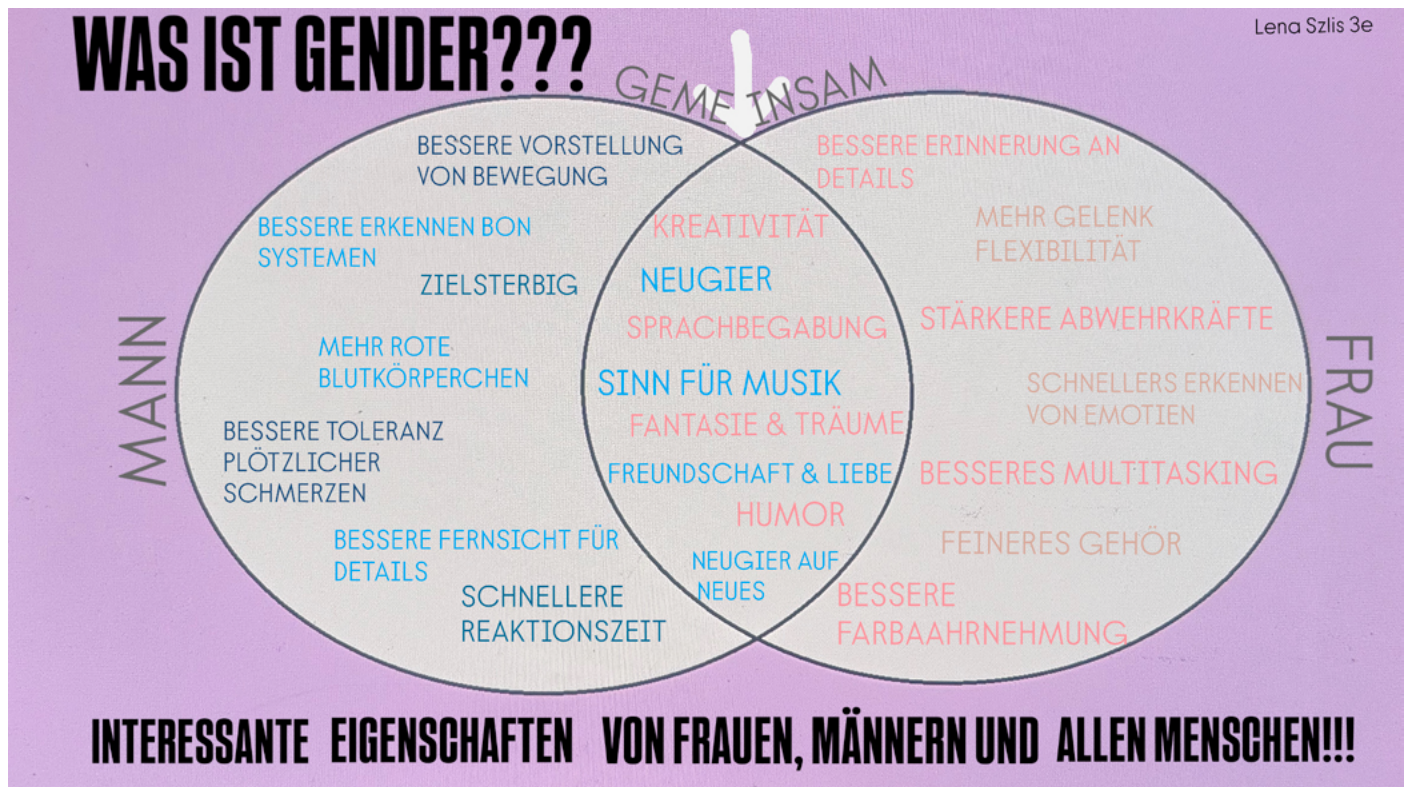 WAS IST GENDER???
Lena Szlis 3e
GEMEINSAM
MANN
BESSERE VORSTELLUNG
VON BEWEGUNG
BESSERE ERKENNEN BON
SYSTEMEN
ZIELSTERBIG
MEHR ROTE
BLUTKÖRPERCHEN
BESSERE TOLERANZ
PLÖTZLICHER
SCHMERZEN
BESSERE FERNSICHT FÜR
DETAILS
SCHNELLERE
REAKTIONSZEIT
KREATIVITÄT
NEUGIER
SPRACHBEGABUNG
SINN FÜR MUSIK
FANTASIE & TRÄUME
FREUNDSCHAFT & LIEBE
HUMOR
NEUGIER AUF
NEUES
BESSERE ERINNERUNG AN
DETAILS
MEHR GELENK
FLEXIBILITÄT
STÄRKERE ABWEHRKRÄFTE
SCHNELLERS ERKENNEN
VON EMOTIEN
BESSERES MULTITASKING
FEINERES GEHÖR
BESSERE
FARBAAHRNEHMUNG
FRAU
INTERESSANTE EIGENSCHAFTEN VON FRAUEN, MÄNNERN UND ALLEN MENSCHEN!!!